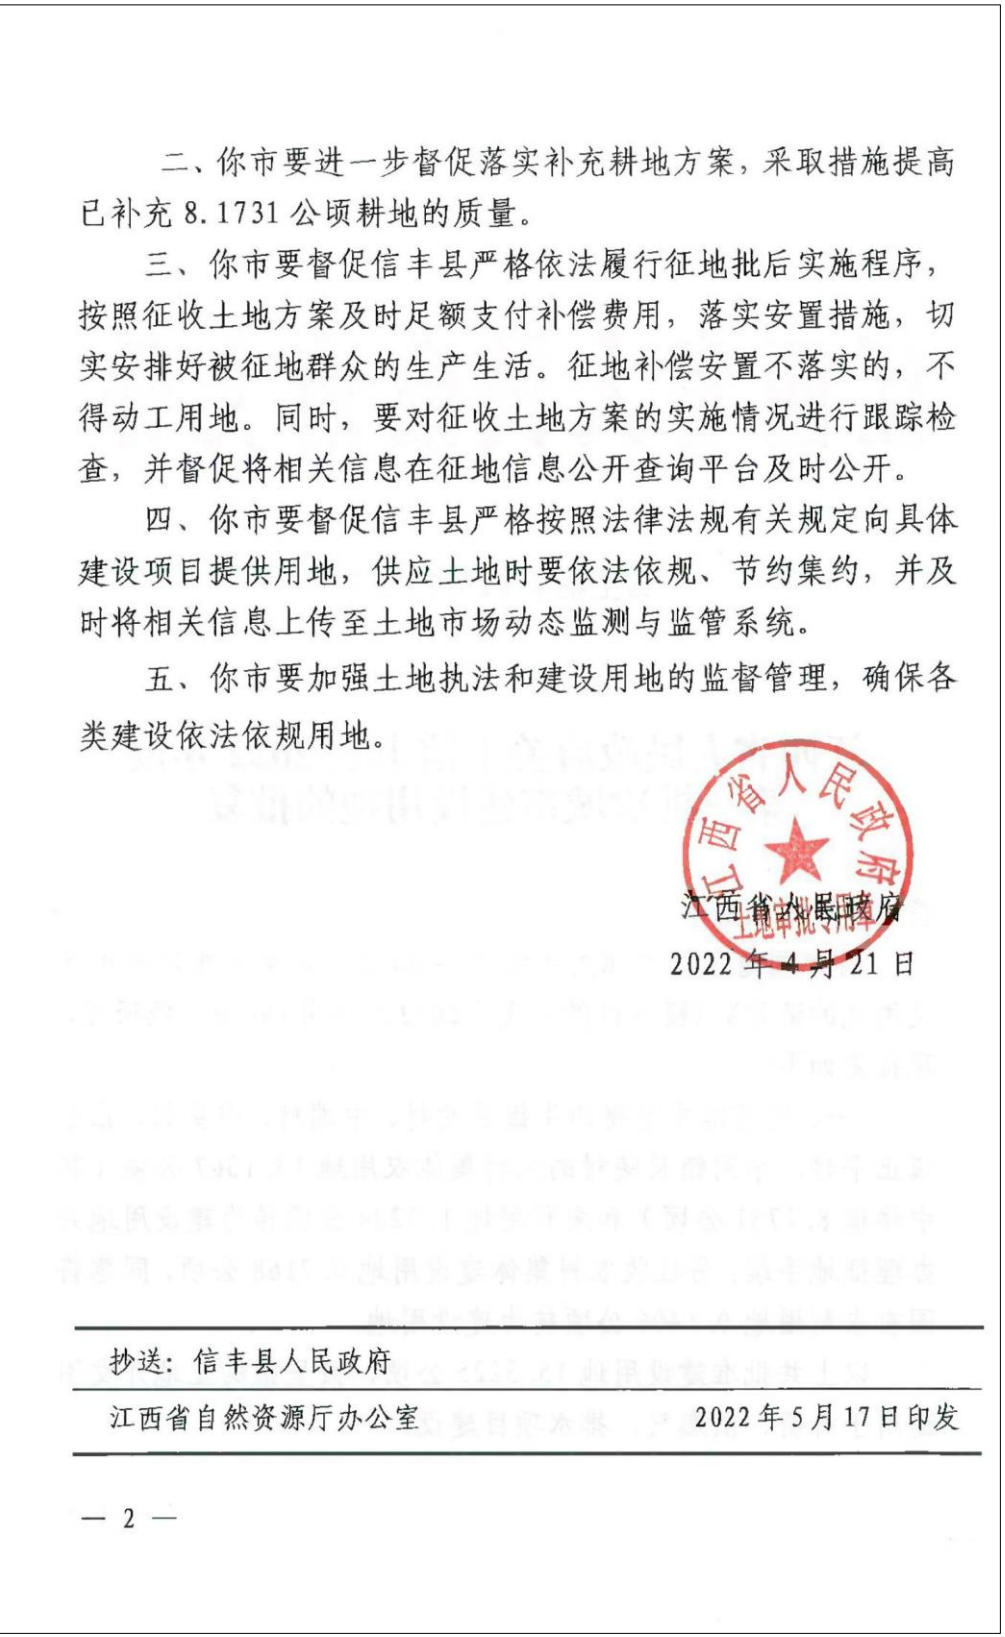 二、你市要进一步督促落实补充耕地方案，采取措施提高
已补充 8.1731 公顷耕地的质量。
三、你市要督促信丰县严格依法履行征地批后实施程序，
按照征收土地方案及时足额支付补偿费用，落实安置措施，切
实安排好被征地群众的生产生活。征地补偿安置不落实的，不
得动工用地。同时，要对征收土地方案的实施情况进行跟踪检
查，并督促将相关信息在征地信息公开查询平台及时公开。
四、你市要督促信丰县严格按照法律法规有关规定向具体
建设项目提供用地，供应土地时要依法依规、节约集约，并及
时将相关信息上传至土地市场动态监测与监管系统。
五、你市要加强土地执法和建设用地的监督管理，确保各
类建设依法依规用地。
江西省人民政府
土地审批专用章
江西省人民政府
2022 年 4 月 21 日
抄送：信丰县人民政府
江西省自然资源厅办公室 2022 年 5 月 17 日印发
— 2 —